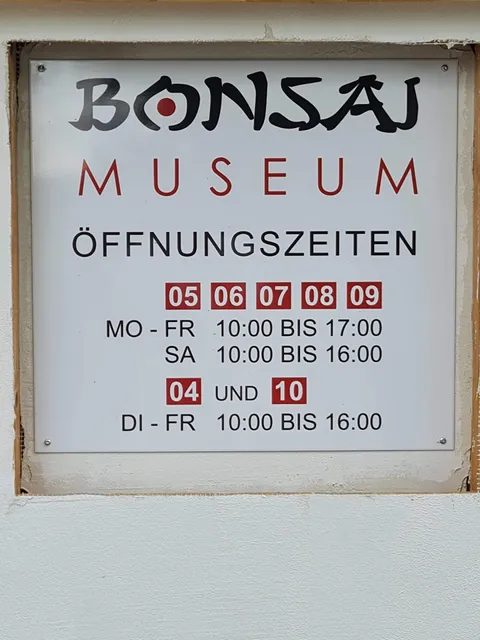 BONSAI
MUSEUM
ÖFFNUNGSZEITEN
05 06 07 08 09
MO - FR 10:00 BIS 17:00
SA 10:00 BIS 16:00
04 UND 10
DI - FR 10:00 BIS 16:00